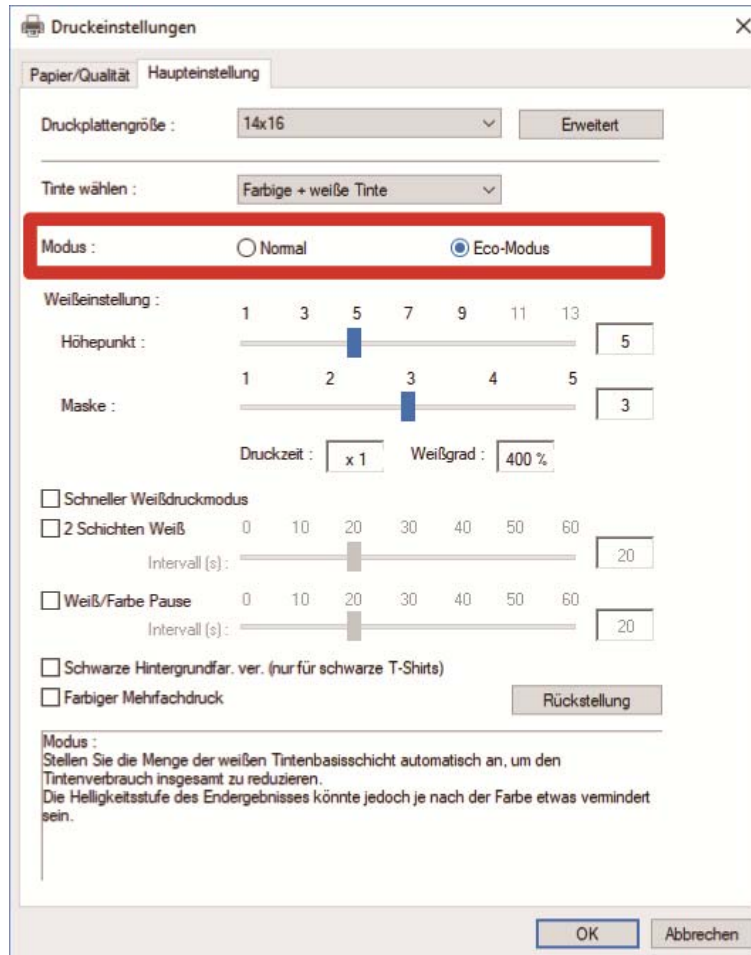 Druckeinstellungen
Papier/Qualität Haupteinstellung
Druckplattengröße : 14x16 Erweitert
Tinte wählen : Farbige + weiße Tinte
Modus : Normal Eco-Modus
Weißeinstellung :
1 3 5 7 9 11 13
Höhepunkt : 5
1 2 3 4 5
Maske : 3
Druckzeit : x 1 Weißgrad : 400 %
Schneller Weißdruckmodus
2 Schichten Weiß 0 10 20 30 40 50 60
Intervall (s) : 20
Weiß/Farbe Pause 0 10 20 30 40 50 60
Intervall (s) : 20
Schwarze Hintergrundfar. ver. (nur für schwarze T-Shirts)
Farbiger Mehrfachdruck Rückstellung
Modus :
Stellen Sie die Menge der weißen Tintenbasisschicht automatisch an, um den
Tintenverbrauch insgesamt zu reduzieren.
Die Helligkeitsstufe des Endergebnisses könnte jedoch je nach der Farbe etwas vermindert
sein.
OK Abbrechen